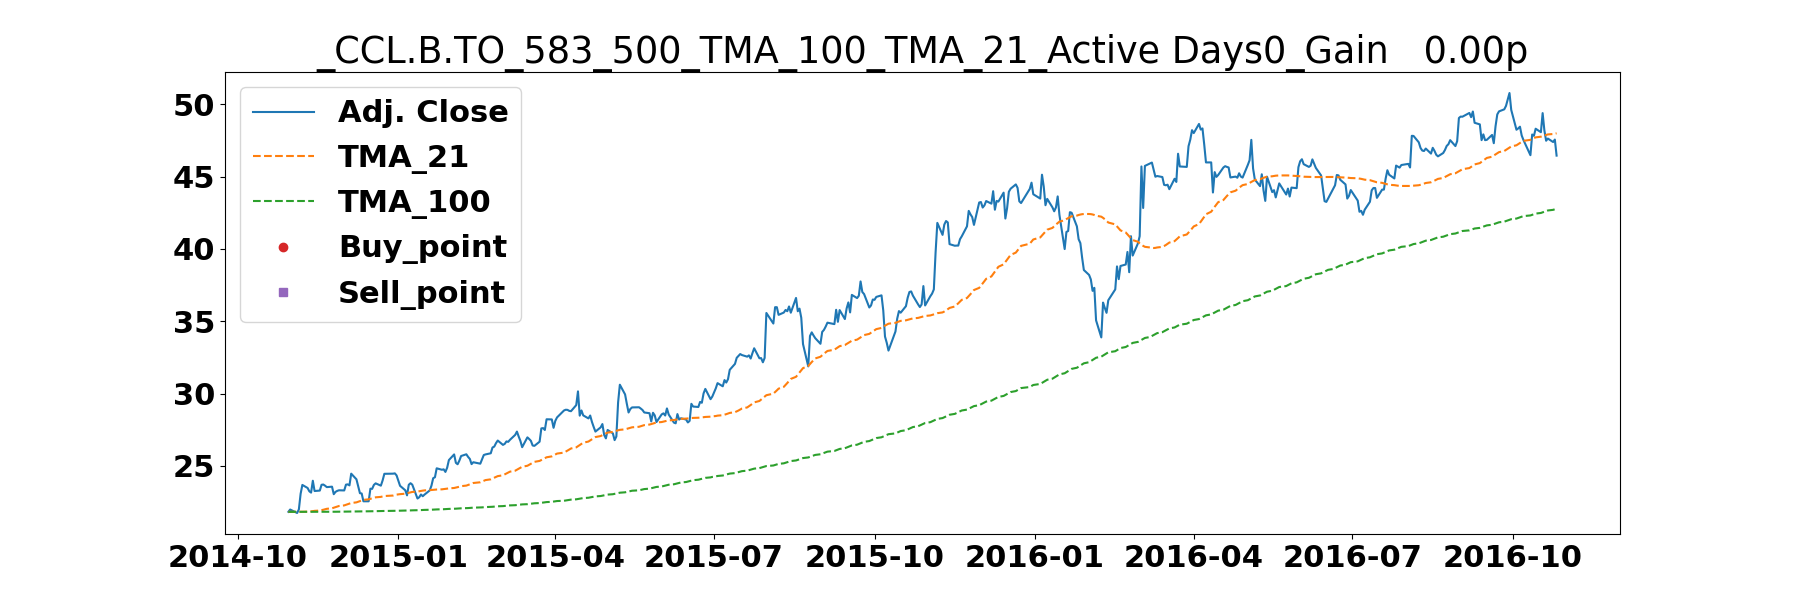 _CCL.B.TO_583_500_TMA_100_TMA_21_Active Days0_Gain   0.00p
Adj. Close
TMA_21
TMA_100
Buy_point
Sell_point
50
45
40
35
30
25
2014-10 2015-01 2015-04 2015-07 2015-10 2016-01 2016-04 2016-07 2016-10